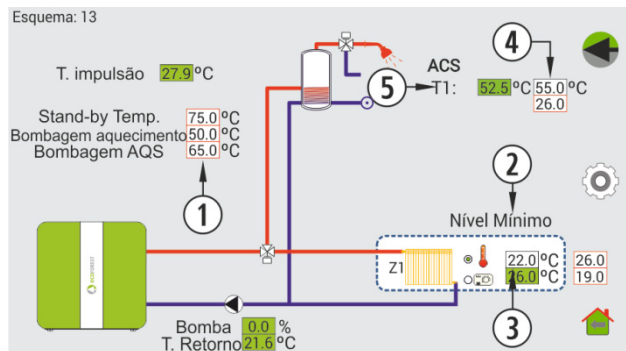 Esquema: 13
T. impulsão 27.9 ºC
Stand-by Temp. 75.0 ºC
Bombagem aquecimento 50.0 ºC
Bombagem AQS 65.0 ºC
1
4
5
ACS
T1: 52.5 ºC 55.0 ºC
26.0
2
Nível Mínimo
Z1
22.0 ºC 26.0
26.0 ºC 19.0
3
ECOFOREST
Bomba 0.0 %
T. Retorno 21.6 ºC